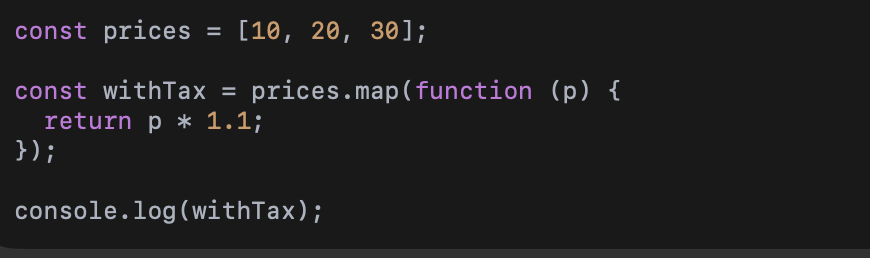 const prices = [10, 20, 30];
const withTax = prices.map(function (p) {
  return p * 1.1;
});
console.log(withTax);